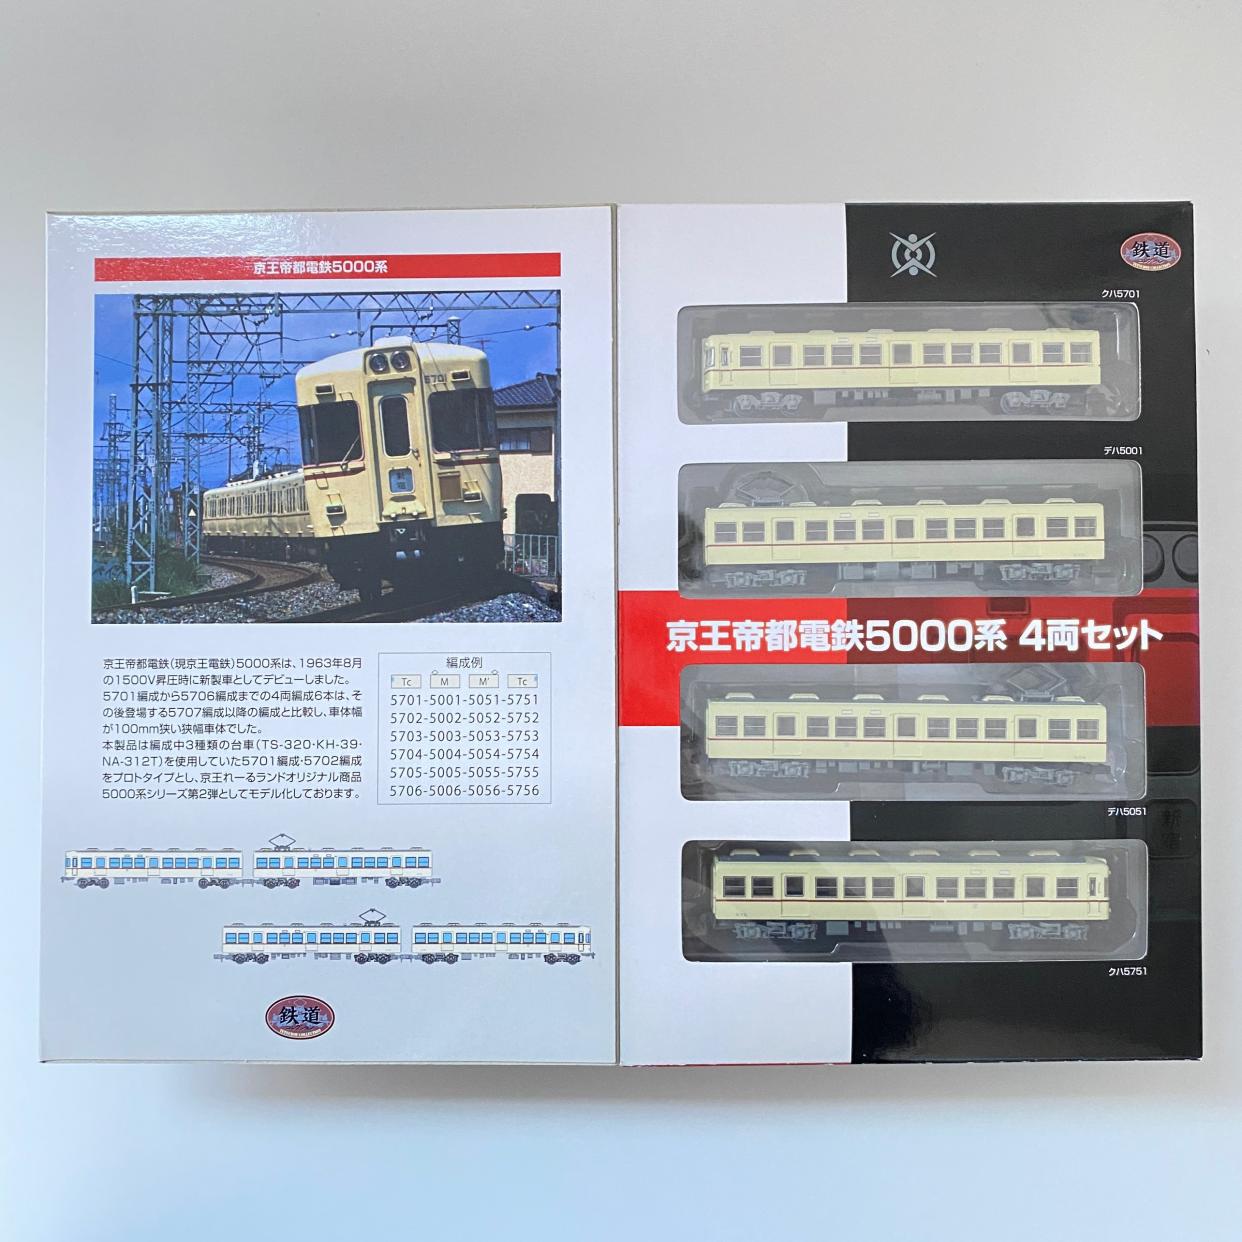 京王帝都電鉄5000系
5701
新宿
京王帝都電鉄(現京王電鉄)5000系は、1963年8月
の1500V昇圧時に新製車としてデビューしました。
5701編成から5706編成までの4両編成6本は、そ
の後登場する5707編成以降の編成と比較し、車体幅
が100mm狭い狭幅車体でした。
本製品は編成中3種類の台車(TS-320・KH-39・
NA-312T)を使用していた5701編成・5702編成
をプロトタイプとし、京王れーるランドオリジナル商品
5000系シリーズ第2弾としてモデル化しております。
編成例
Tc M M' Tc
5701-5001-5051-5751
5702-5002-5052-5752
5703-5003-5053-5753
5704-5004-5054-5754
5705-5005-5055-5755
5706-5006-5056-5756
鉄道
鉄道
クハ5701
デハ5001
京王帝都電鉄5000系 4両セット
デハ5051
新宿
クハ5751